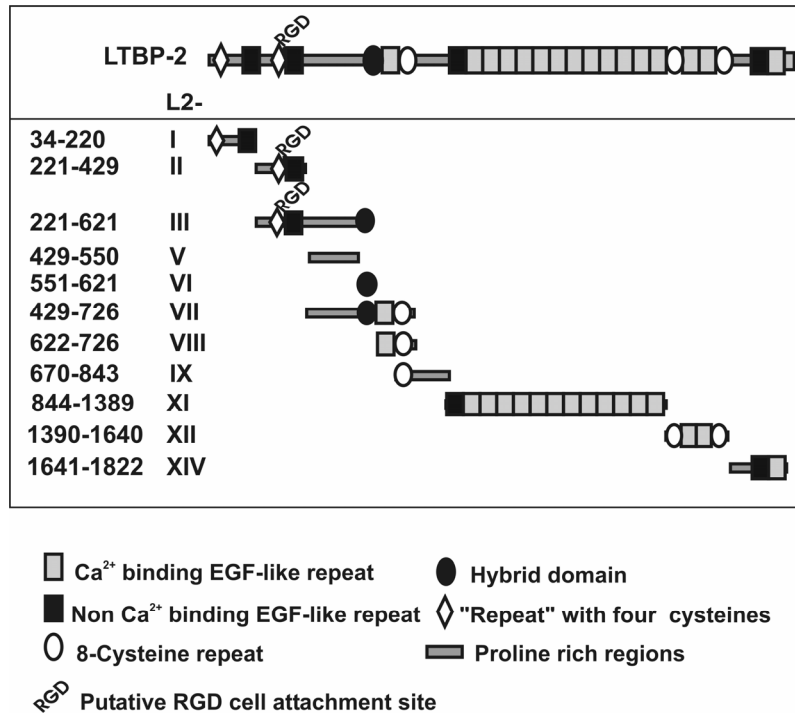 RGD
LTBP-2
L2-
34-220 I
RGD
221-429 II
RGD
221-621 III
429-550 V
551-621 VI
429-726 VII
622-726 VIII
670-843 IX
844-1389 XI
1390-1640 XII
1641-1822 XIV
Ca²⁺ binding EGF-like repeat
Hybrid domain
Non Ca²⁺ binding EGF-like repeat
"Repeat" with four cysteines
8-Cysteine repeat
Proline rich regions
RGD Putative RGD cell attachment site